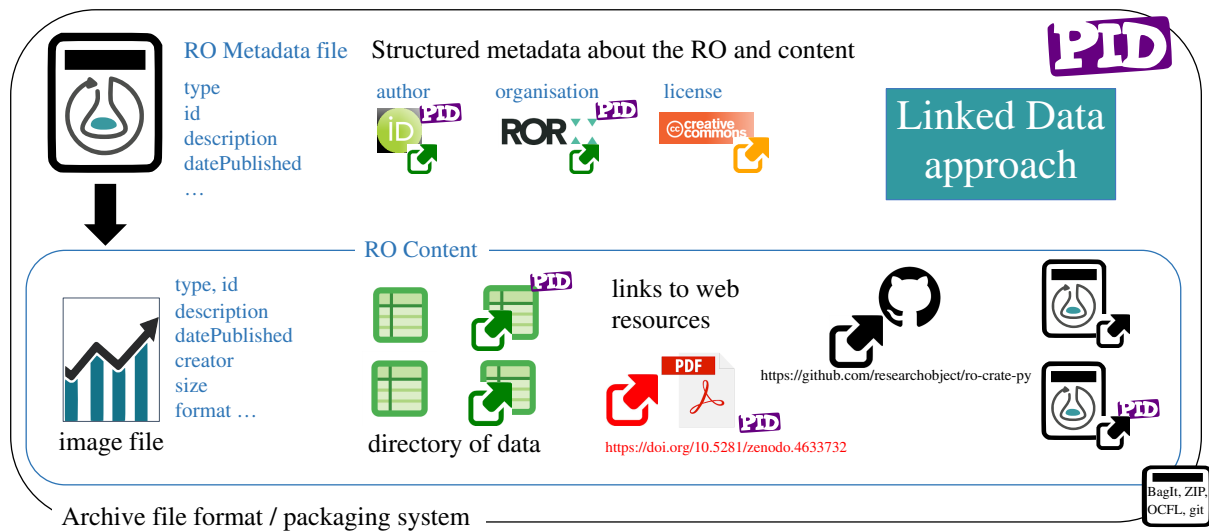 RO Metadata file
Structured metadata about the RO and content
PID
type
id
description
datePublished
…
author
organisation
license
iD
PID
ROR
PID
creative
commons
cc
Linked Data
approach
RO Content
type, id
description
datePublished
creator
size
format …
image file
PID
directory of data
links to web
resources
PDF
PID
https://doi.org/10.5281/zenodo.4633732
https://github.com/researchobject/ro-crate-py
PID
BagIt, ZIP,
OCFL, git
Archive file format / packaging system